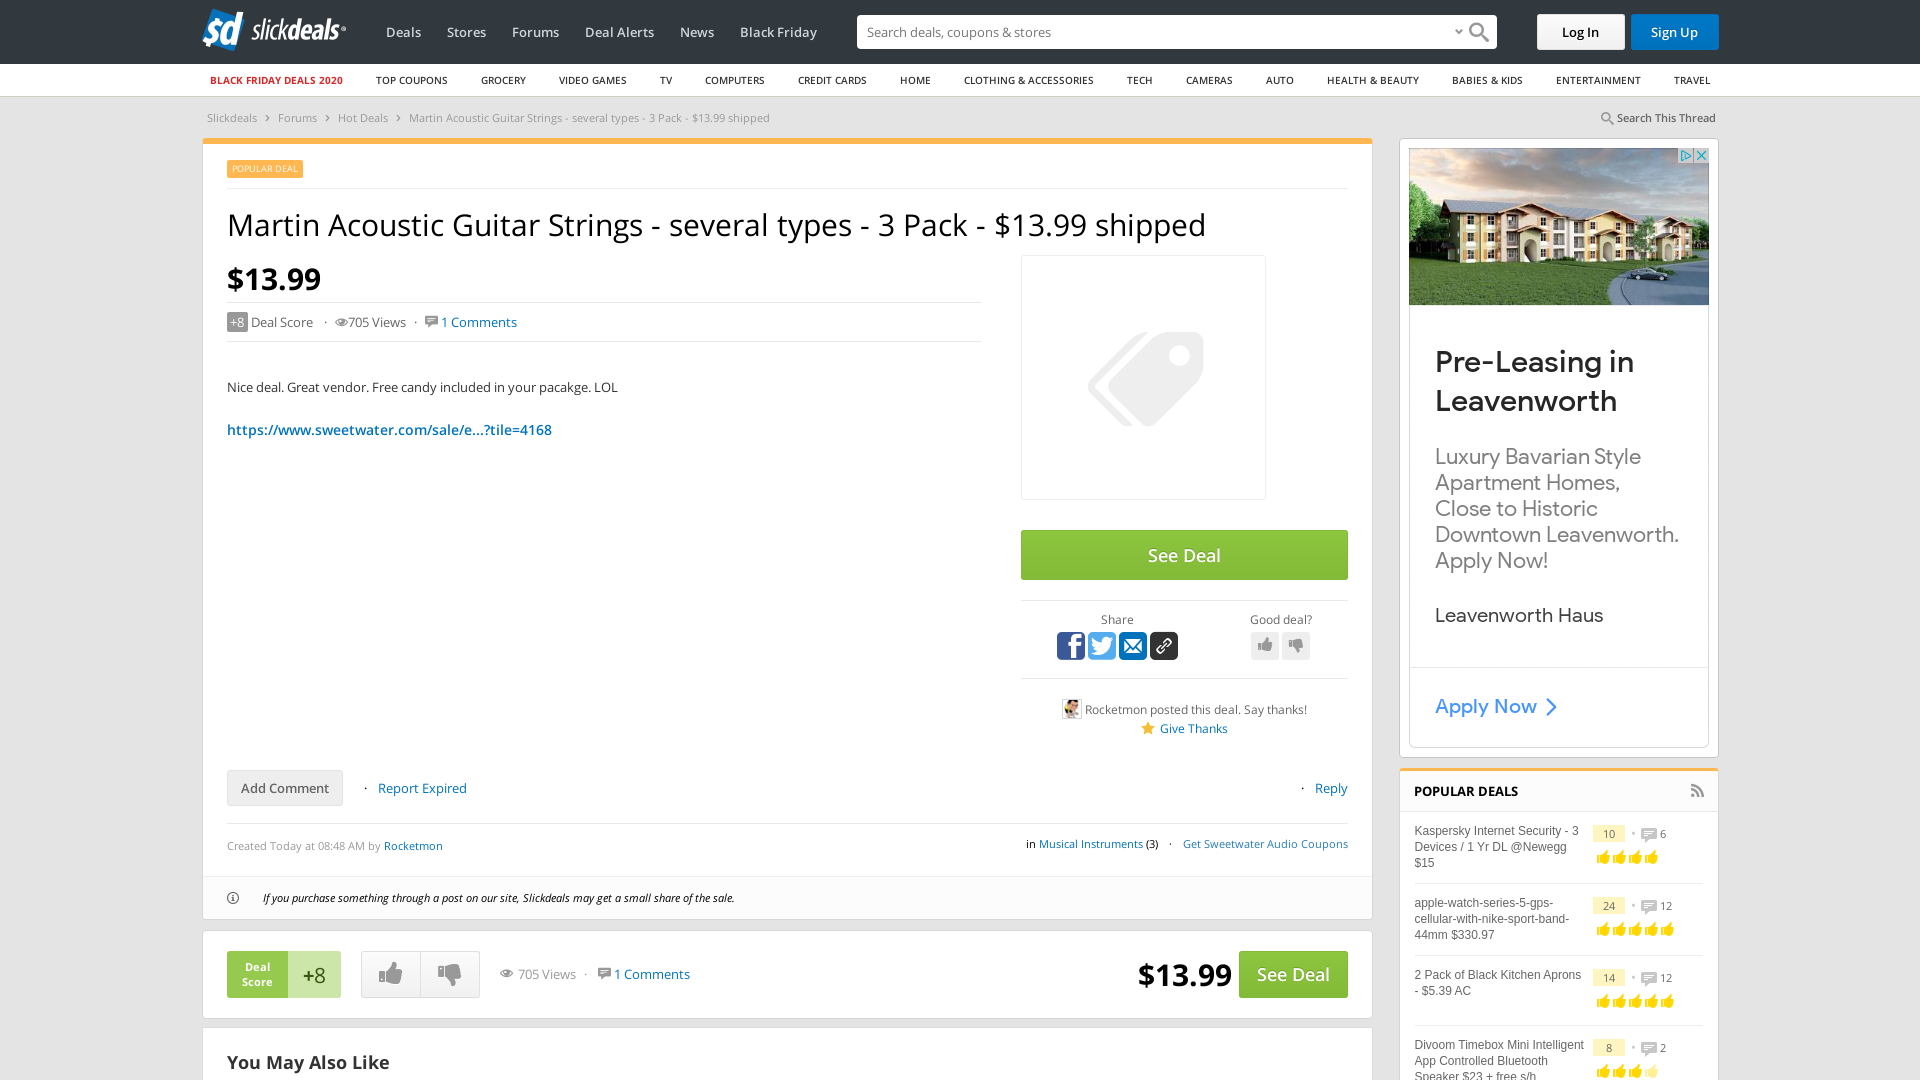 slickdeals
Deals
Stores
Forums
Deal Alerts
News
Black Friday
Search deals, coupons & stores
Log In
Sign Up
BLACK FRIDAY DEALS 2020
TOP COUPONS
GROCERY
VIDEO GAMES
TV
COMPUTERS
CREDIT CARDS
HOME
CLOTHING & ACCESSORIES
TECH
CAMERAS
AUTO
HEALTH & BEAUTY
BABIES & KIDS
ENTERTAINMENT
TRAVEL
Slickdeals › Forums › Hot Deals › Martin Acoustic Guitar Strings - several types - 3 Pack - $13.99 shipped
Search This Thread
POPULAR DEAL
Martin Acoustic Guitar Strings - several types - 3 Pack - $13.99 shipped
$13.99
+8 Deal Score · 705 Views · 1 Comments
Nice deal. Great vendor. Free candy included in your pacakge. LOL
https://www.sweetwater.com/sale/e...?tile=4168
See Deal
Share
Good deal?
Rocketmon posted this deal. Say thanks!
Give Thanks
Add Comment · Report Expired
· Reply
Created Today at 08:48 AM by Rocketmon
in Musical Instruments (3) · Get Sweetwater Audio Coupons
If you purchase something through a post on our site, Slickdeals may get a small share of the sale.
Deal
Score
+8
705 Views · 1 Comments
$13.99
See Deal
You May Also Like
Pre-Leasing in
Leavenworth
Luxury Bavarian Style
Apartment Homes,
Close to Historic
Downtown Leavenworth.
Apply Now!
Leavenworth Haus
Apply Now
POPULAR DEALS
Kaspersky Internet Security - 3
Devices / 1 Yr DL @Newegg
$15
10 • 6
apple-watch-series-5-gps-
cellular-with-nike-sport-band-
44mm $330.97
24 • 12
2 Pack of Black Kitchen Aprons
- $5.39 AC
14 • 12
Divoom Timebox Mini Intelligent
App Controlled Bluetooth
Speaker $23 + free s/h
8 • 2